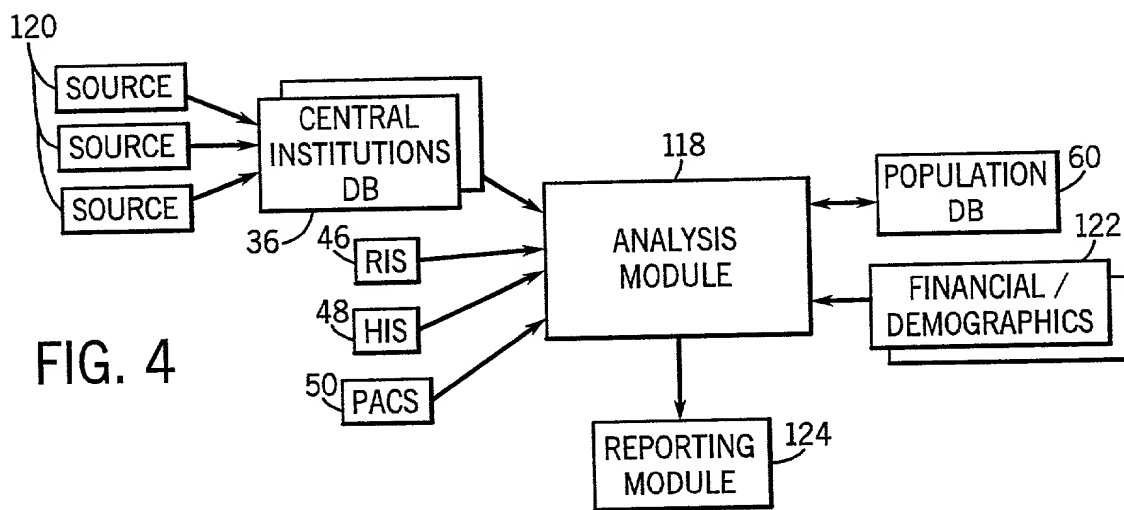 120
SOURCE
SOURCE
SOURCE
CENTRAL
INSTITUTIONS
DB
36
46
RIS
48
HIS
50
PACS
118
ANALYSIS
MODULE
POPULATION
DB
60
122
FINANCIAL /
DEMOGRAPHICS
REPORTING
MODULE
124
FIG. 4